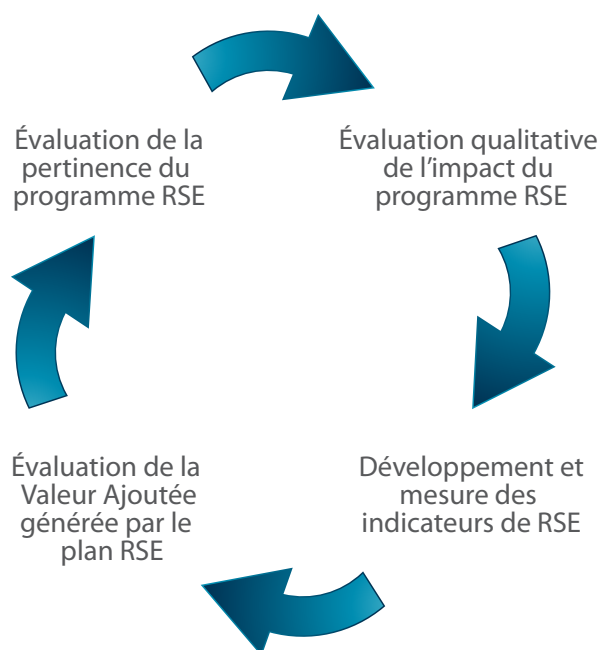 Évaluation de la
pertinence du
programme RSE
Évaluation qualitative
de l'impact du
programme RSE
Développement et
mesure des
indicateurs de RSE
Évaluation de la
Valeur Ajoutée
générée par le
plan RSE